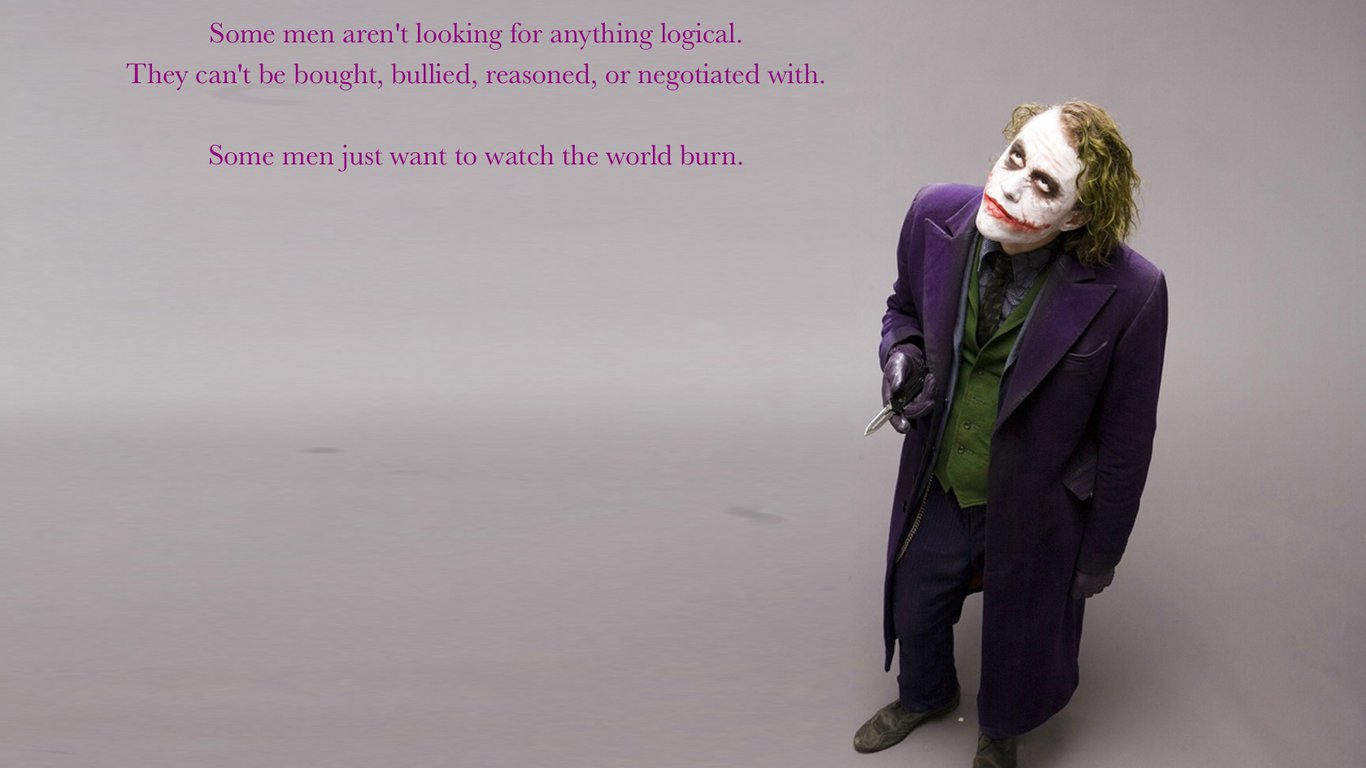 Some men aren't looking for anything logical.
They can't be bought, bullied, reasoned, or negotiated with.
Some men just want to watch the world burn.